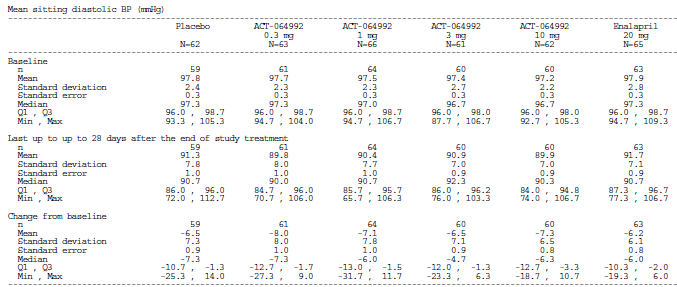 Mean sitting diastolic BP (mmHg)
Placebo ACT-064992 ACT-064992 ACT-064992 ACT-064992 Enalapril
0.3 mg 1 mg 3 mg 10 mg 20 mg
N=62 N=63 N=66 N=61 N=62 N=65
Baseline
n 59 61 64 60 60 63
Mean 97.8 97.7 97.5 97.4 97.2 97.9
Standard deviation 2.4 2.3 2.3 2.7 2.2 2.8
Standard error 0.3 0.3 0.3 0.3 0.3 0.3
Median 97.3 97.3 97.0 96.7 96.7 97.3
Q1 , Q3 96.0 , 98.7 96.0 , 98.7 96.0 , 98.7 96.0 , 98.0 96.0 , 98.0 96.0 , 98.7
Min , Max 93.3 , 105.3 94.7 , 104.0 94.7 , 106.7 87.7 , 106.7 92.7 , 105.3 94.7 , 109.3
Last up to up to 28 days after the end of study treatment
n 59 61 64 60 60 63
Mean 91.3 89.8 90.4 90.9 89.9 91.7
Standard deviation 7.8 8.0 7.7 7.0 7.0 7.1
Standard error 1.0 1.0 1.0 0.9 0.9 0.9
Median 90.7 90.0 90.7 92.3 90.3 90.7
Q1 , Q3 86.0 , 96.0 84.7 , 96.0 85.7 , 95.7 86.0 , 96.2 84.0 , 94.8 87.3 , 96.7
Min , Max 72.0 , 112.7 70.7 , 106.0 65.7 , 106.3 76.0 , 103.3 74.0 , 106.7 77.3 , 106.7
Change from baseline
n 59 61 64 60 60 63
Mean -6.5 -8.0 -7.1 -6.5 -7.3 -6.2
Standard deviation 7.3 8.0 7.8 7.1 6.5 6.1
Standard error 0.9 1.0 1.0 0.9 0.8 0.8
Median -7.3 -7.3 -6.0 -4.7 -6.3 -6.0
Q1 , Q3 -10.7 , -1.3 -12.7 , -1.7 -13.0 , -1.5 -12.0 , -1.3 -12.7 , -3.3 -10.3 , -2.0
Min , Max -25.3 , 14.0 -27.3 , 9.0 -31.7 , 11.7 -23.3 , 6.3 -18.7 , 10.7 -19.3 , 6.0